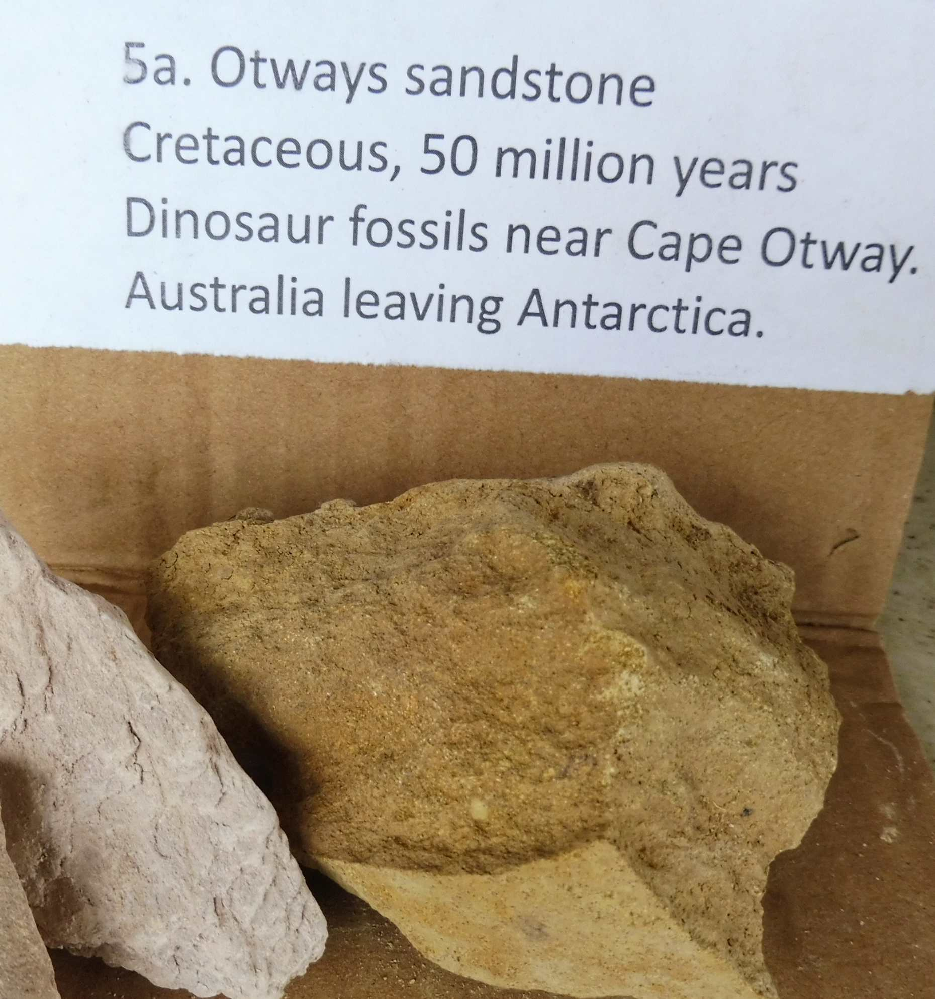 5a. Otways sandstone
Cretaceous, 50 million years
Dinosaur fossils near Cape Otway.
Australia leaving Antarctica.